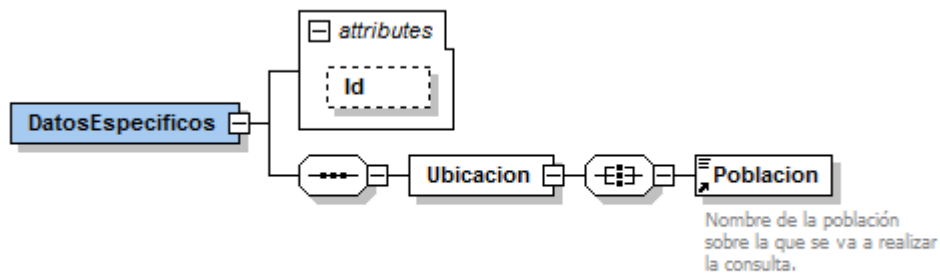 attributes
Id
DatosEspecificos
Ubicacion
Poblacion
Nombre de la población
sobre la que se va a realizar
la consulta.